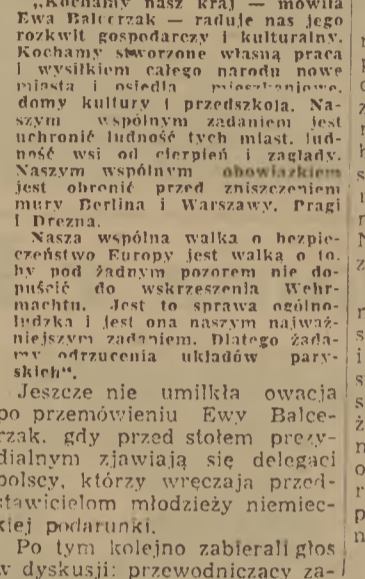 „Kochamy nasz kraj — mówiła
Ewa Balcerzak — raduje nas jego
rozkwit gospodarczy i kulturalny.
Kochamy stworzone własną praca
i wysiłkiem całego narodu nowe
miasta i osiedla mieszkaniowe,
domy kultury i przedszkola. Na-
szym wspólnym zadaniem jest
uchronić ludność tych miast, lud-
ność wsi od cierpień i zagłady.
Naszym wspólnym obowiązkiem
jest obronić przed zniszczeniem
mury Berlina i Warszawy, Pragi
i Drezna.
Nasza wspólna walka o bezpie-
czeństwo Europy jest walką o to,
by pod żadnym pozorem nie do-
puścić do wskrzeszenia Wehr-
machtu. Jest to sprawa ogólno-
ludzka i jest ona naszym najważ-
niejszym zadaniem. Dlatego żąda-
my odrzucenia układów pary-
skich".
Jeszcze nie umilkła owacja
po przemówieniu Ewy Balce-
rzak, gdy przed stołem prezy-
dialnym zjawiają się delegaci
polscy, którzy wręczają przed-
stawicielom młodzieży niemiec-
kiej podarunki.
Po tym kolejno zabierali głos
w dyskusji: przewodniczący za-